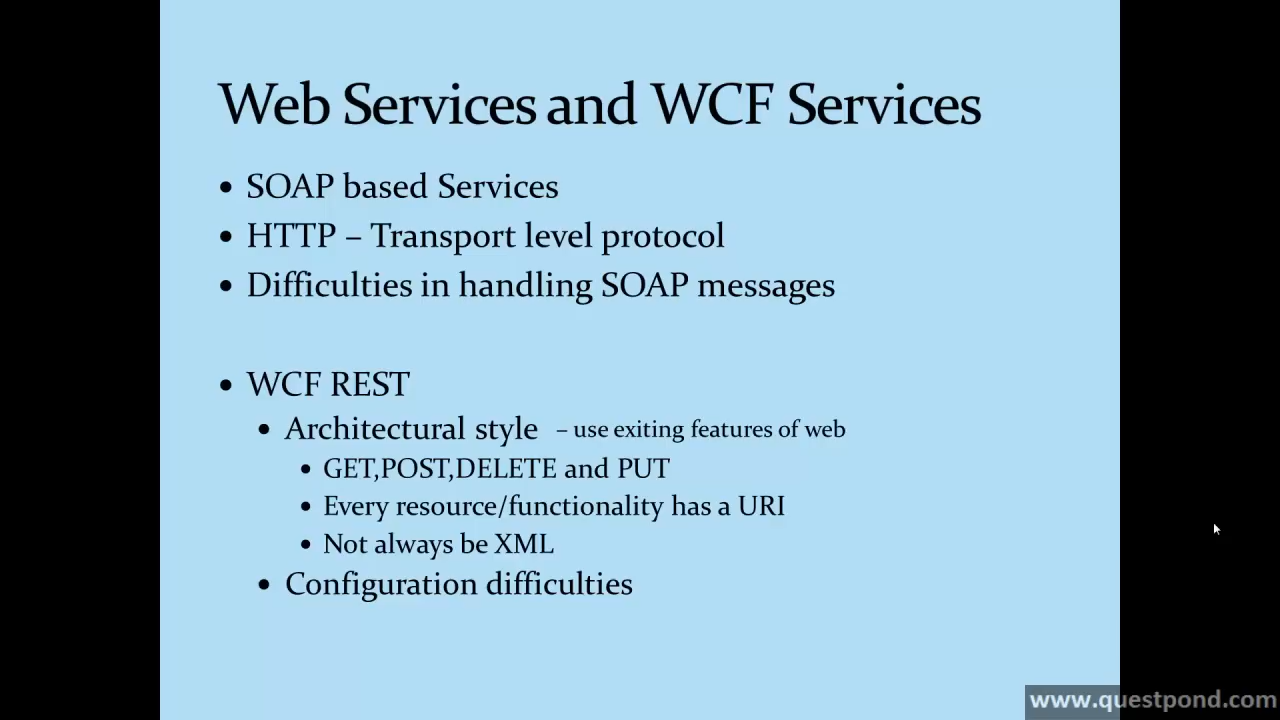 Web Services and WCF Services
• SOAP based Services
• HTTP – Transport level protocol
• Difficulties in handling SOAP messages
• WCF REST
• Architectural style – use exiting features of web
• GET,POST,DELETE and PUT
• Every resource/functionality has a URI
• Not always be XML
• Configuration difficulties
www.questpond.com